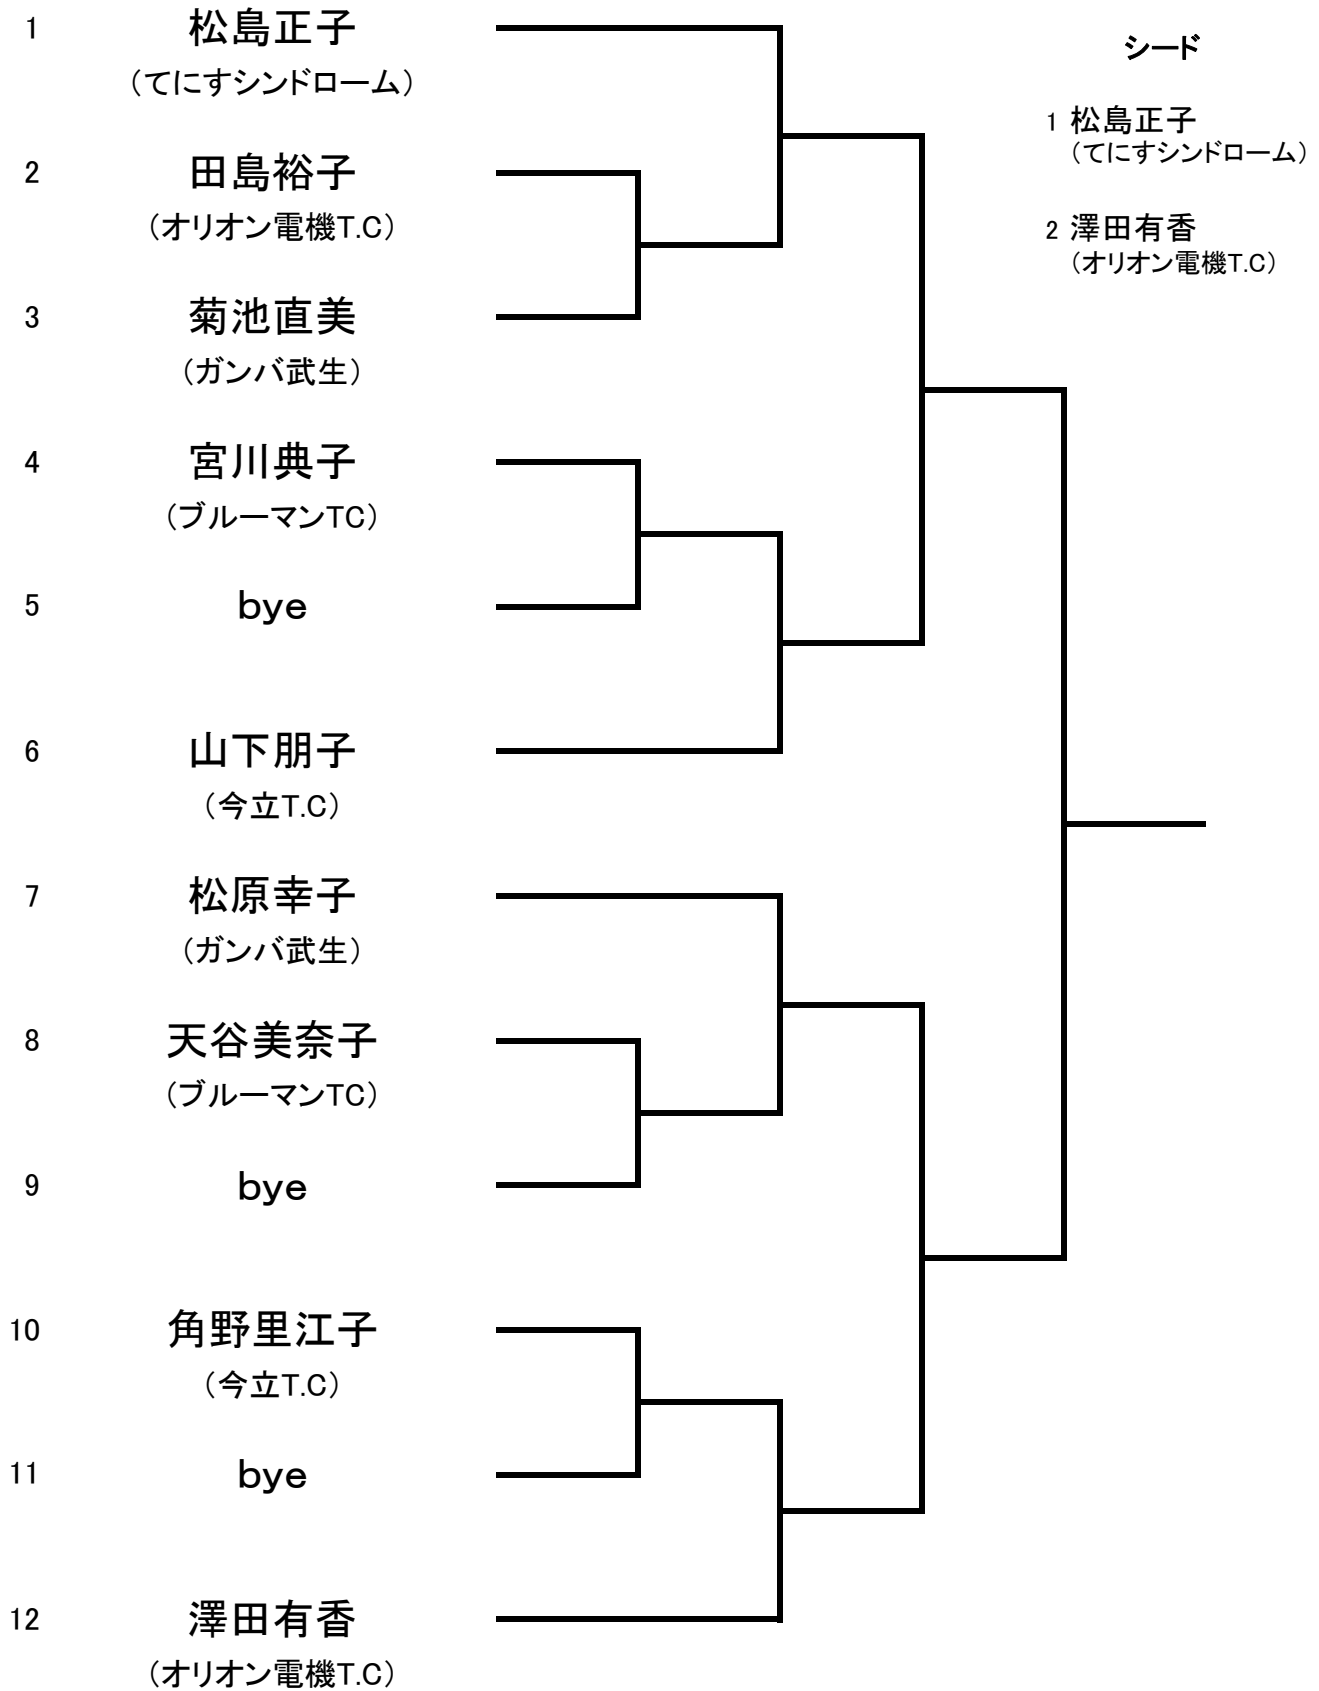 1 松島正子
（てにすシンドローム）
2 田島裕子
（オリオン電機T.C）
3 菊池直美
（ガンバ武生）
4 宮川典子
（ブルーマンTC）
5 bye
6 山下朋子
（今立T.C）
7 松原幸子
（ガンバ武生）
8 天谷美奈子
（ブルーマンTC）
9 bye
10 角野里江子
（今立T.C）
11 bye
12 澤田有香
（オリオン電機T.C）
シード
1 松島正子
（てにすシンドローム）
2 澤田有香
（オリオン電機T.C）